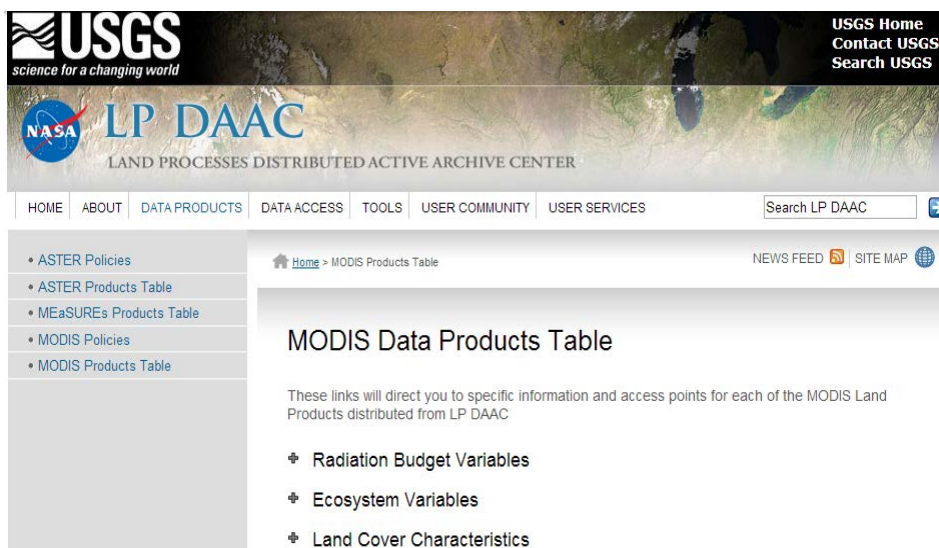 USGS
science for a changing world
USGS Home
Contact USGS
Search USGS
NASA
LP DAAC
LAND PROCESSES DISTRIBUTED ACTIVE ARCHIVE CENTER
HOME ABOUT DATA PRODUCTS DATA ACCESS TOOLS USER COMMUNITY USER SERVICES Search LP DAAC
• ASTER Policies
• ASTER Products Table
• MEaSUREs Products Table
• MODIS Policies
• MODIS Products Table
Home > MODIS Products Table
NEWS FEED SITE MAP
MODIS Data Products Table
These links will direct you to specific information and access points for each of the MODIS Land
Products distributed from LP DAAC
Radiation Budget Variables
Ecosystem Variables
Land Cover Characteristics